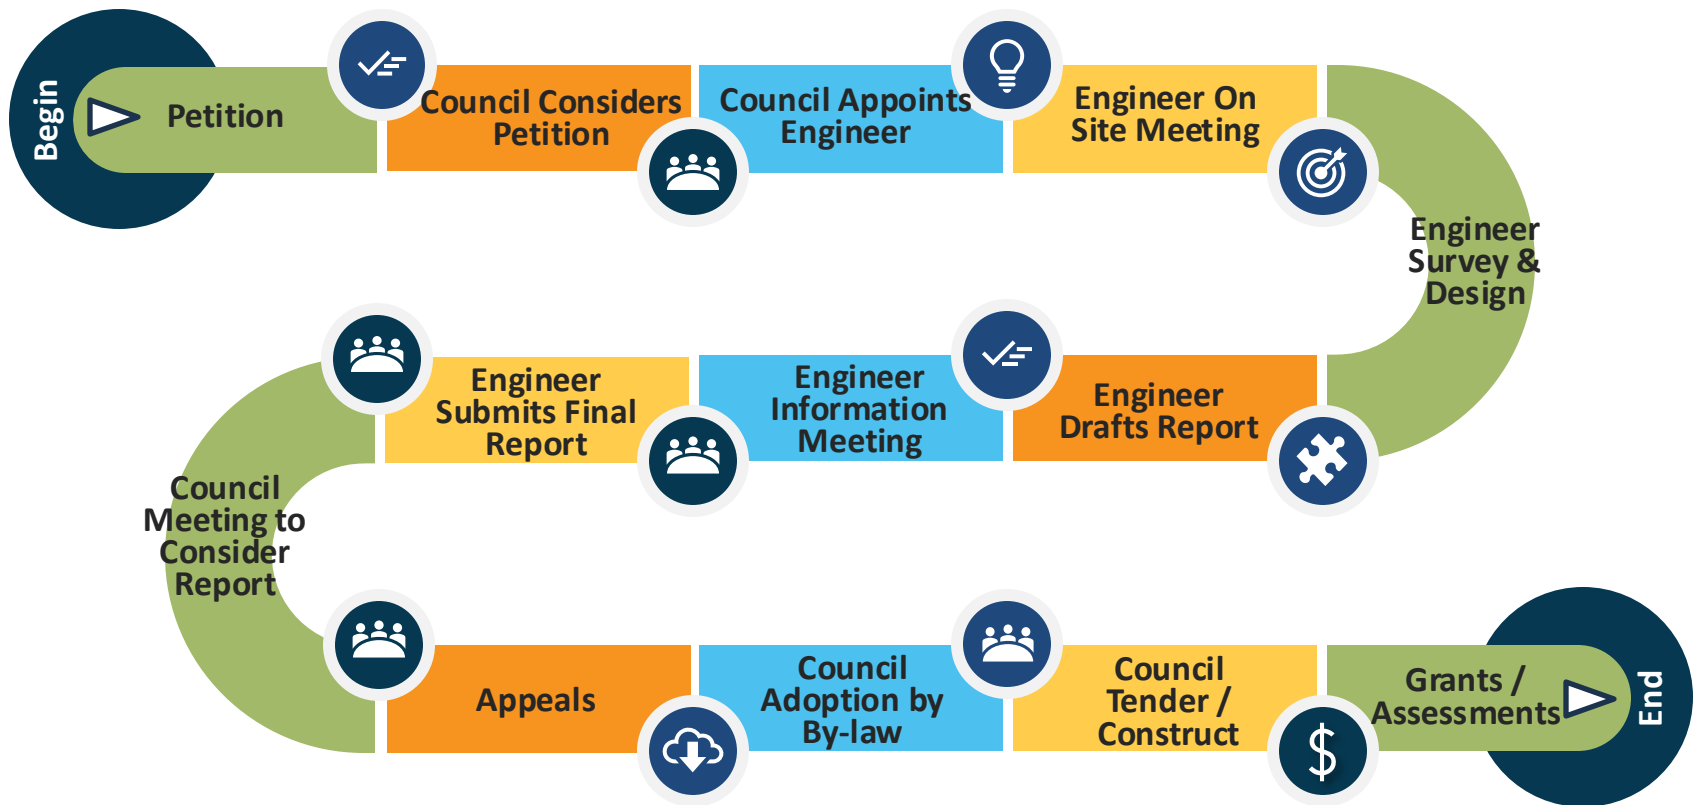 Begin
Petition
Council Considers
Petition
Council Appoints
Engineer
Engineer On
Site Meeting
Engineer
Survey &
Design
Engineer
Drafts Report
Engineer
Information
Meeting
Engineer
Submits Final
Report
Council
Meeting to
Consider
Report
Appeals
Council
Adoption by
By-law
Council
Tender /
Construct
$
Grants /
Assessments
End